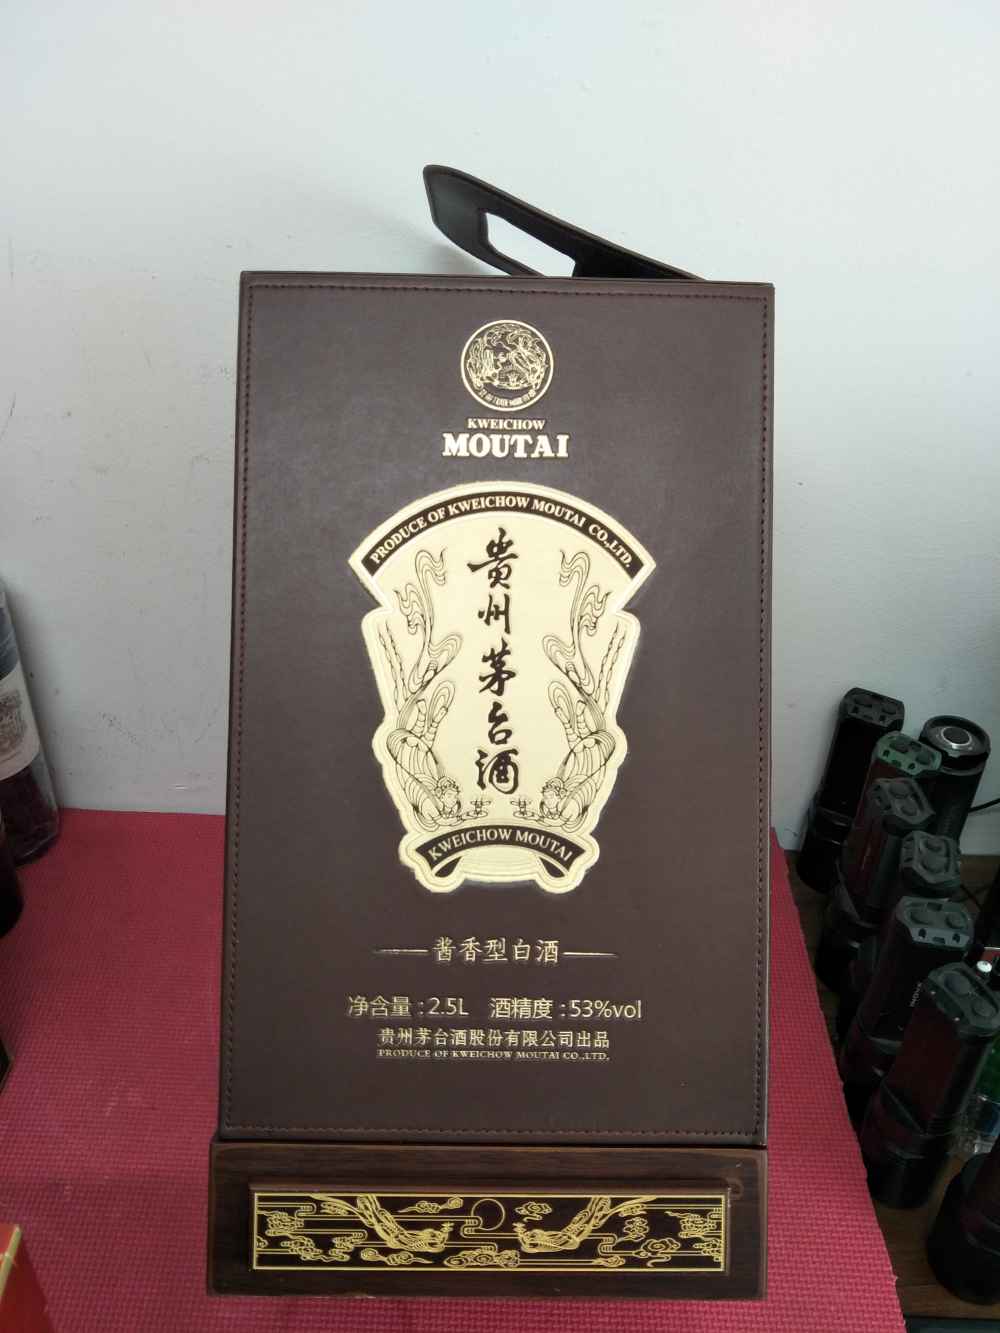 KWEICHOW
MOUTAI
PRODUCE OF KWEICHOW MOUTAI CO.,LTD.
贵州茅台酒
KWEICHOW MOUTAI
酱香型白酒
净含量:2.5L 酒精度:53%vol
贵州茅台酒股份有限公司出品
PRODUCE OF KWEICHOW MOUTAI CO.,LTD.